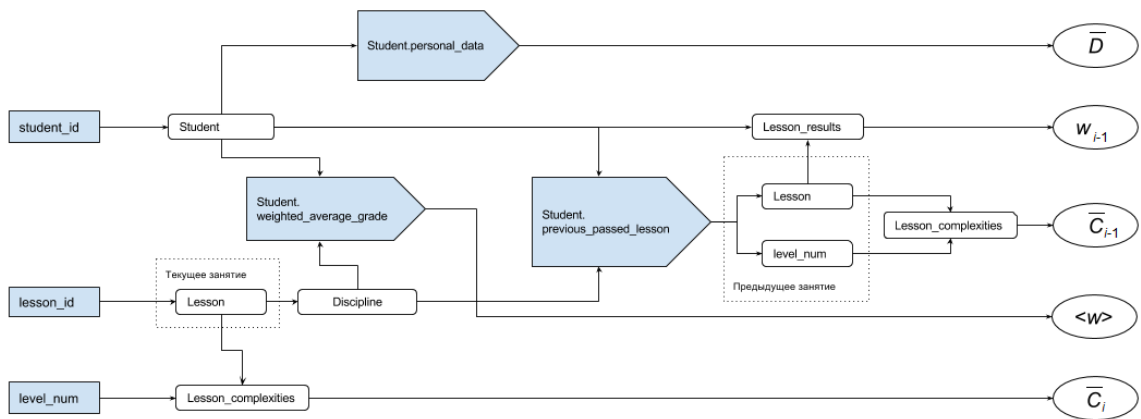 Student.personal_data
D̅
student_id
Student
Lesson_results
w i-1
Student.
weighted_average_grade
Student.
previous_passed_lesson
Lesson
Lesson_complexities
C̅ i-1
level_num
Предыдущее занятие
Текущее занятие
lesson_id
Lesson
Discipline
<w>
level_num
Lesson_complexities
C̅ i